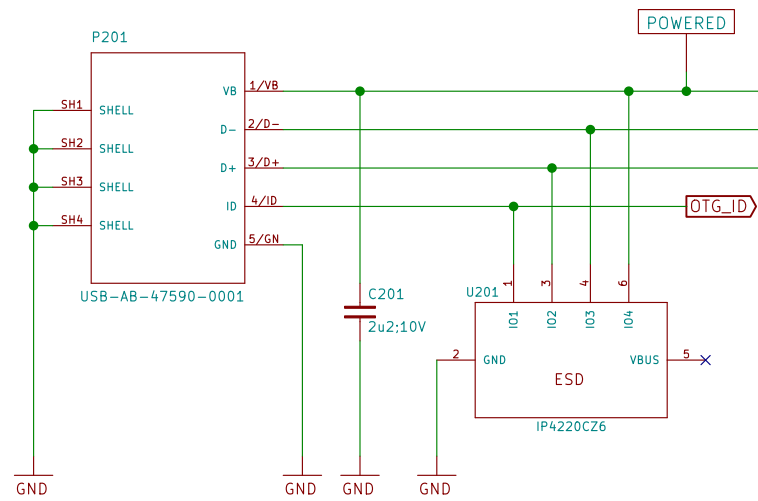 POWERED
P201
SH1 SHELL VB 1/VB
D- 2/D-
SH2 SHELL
D+ 3/D+
SH3 SHELL
ID 4/ID OTG_ID
SH4 SHELL
GND 5/GN
USB-AB-47590-0001
C201
2u2;10V
U201
1 3 4 6
IO1 IO2 IO3 IO4
2 GND VBUS 5
ESD
IP4220CZ6
GND GND GND GND